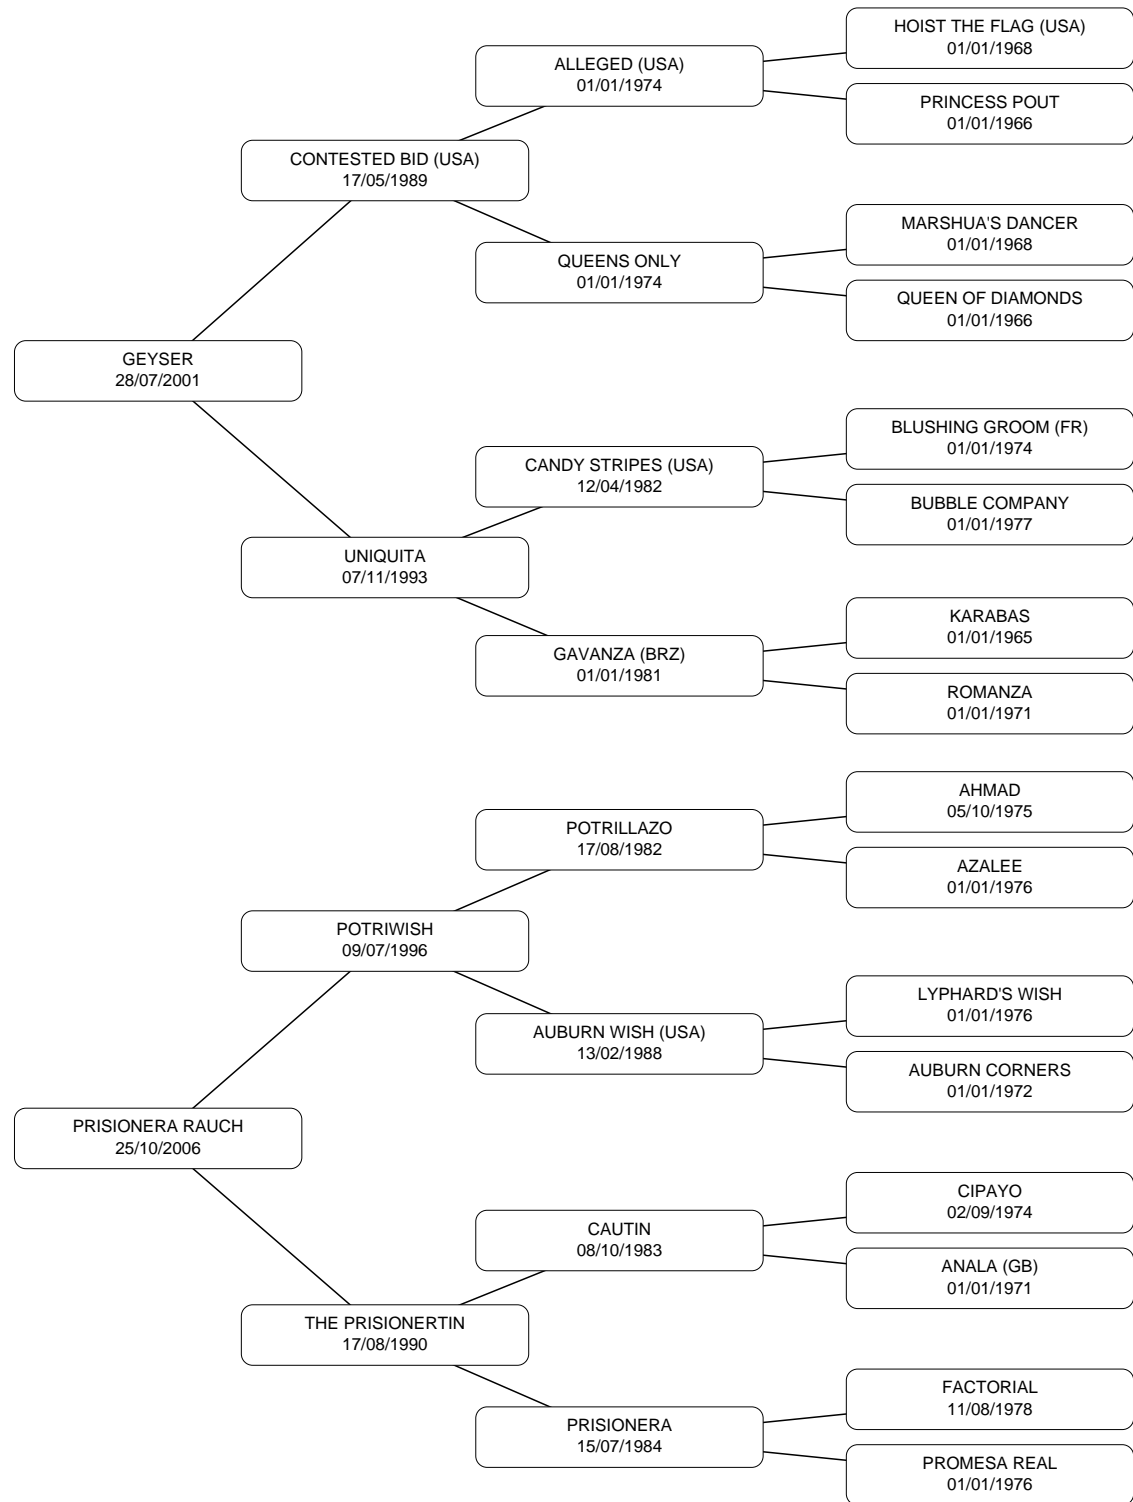 HOIST THE FLAG (USA)
01/01/1968
ALLEGED (USA)
01/01/1974
PRINCESS POUT
01/01/1966
CONTESTED BID (USA)
17/05/1989
MARSHUA'S DANCER
01/01/1968
QUEENS ONLY
01/01/1974
QUEEN OF DIAMONDS
01/01/1966
GEYSER
28/07/2001
BLUSHING GROOM (FR)
01/01/1974
CANDY STRIPES (USA)
12/04/1982
BUBBLE COMPANY
01/01/1977
UNIQUITA
07/11/1993
KARABAS
01/01/1965
GAVANZA (BRZ)
01/01/1981
ROMANZA
01/01/1971
AHMAD
05/10/1975
POTRILLAZO
17/08/1982
AZALEE
01/01/1976
POTRIWISH
09/07/1996
LYPHARD'S WISH
01/01/1976
AUBURN WISH (USA)
13/02/1988
AUBURN CORNERS
01/01/1972
PRISIONERA RAUCH
25/10/2006
CIPAYO
02/09/1974
CAUTIN
08/10/1983
ANALA (GB)
01/01/1971
THE PRISIONERTIN
17/08/1990
FACTORIAL
11/08/1978
PRISIONERA
15/07/1984
PROMESA REAL
01/01/1976